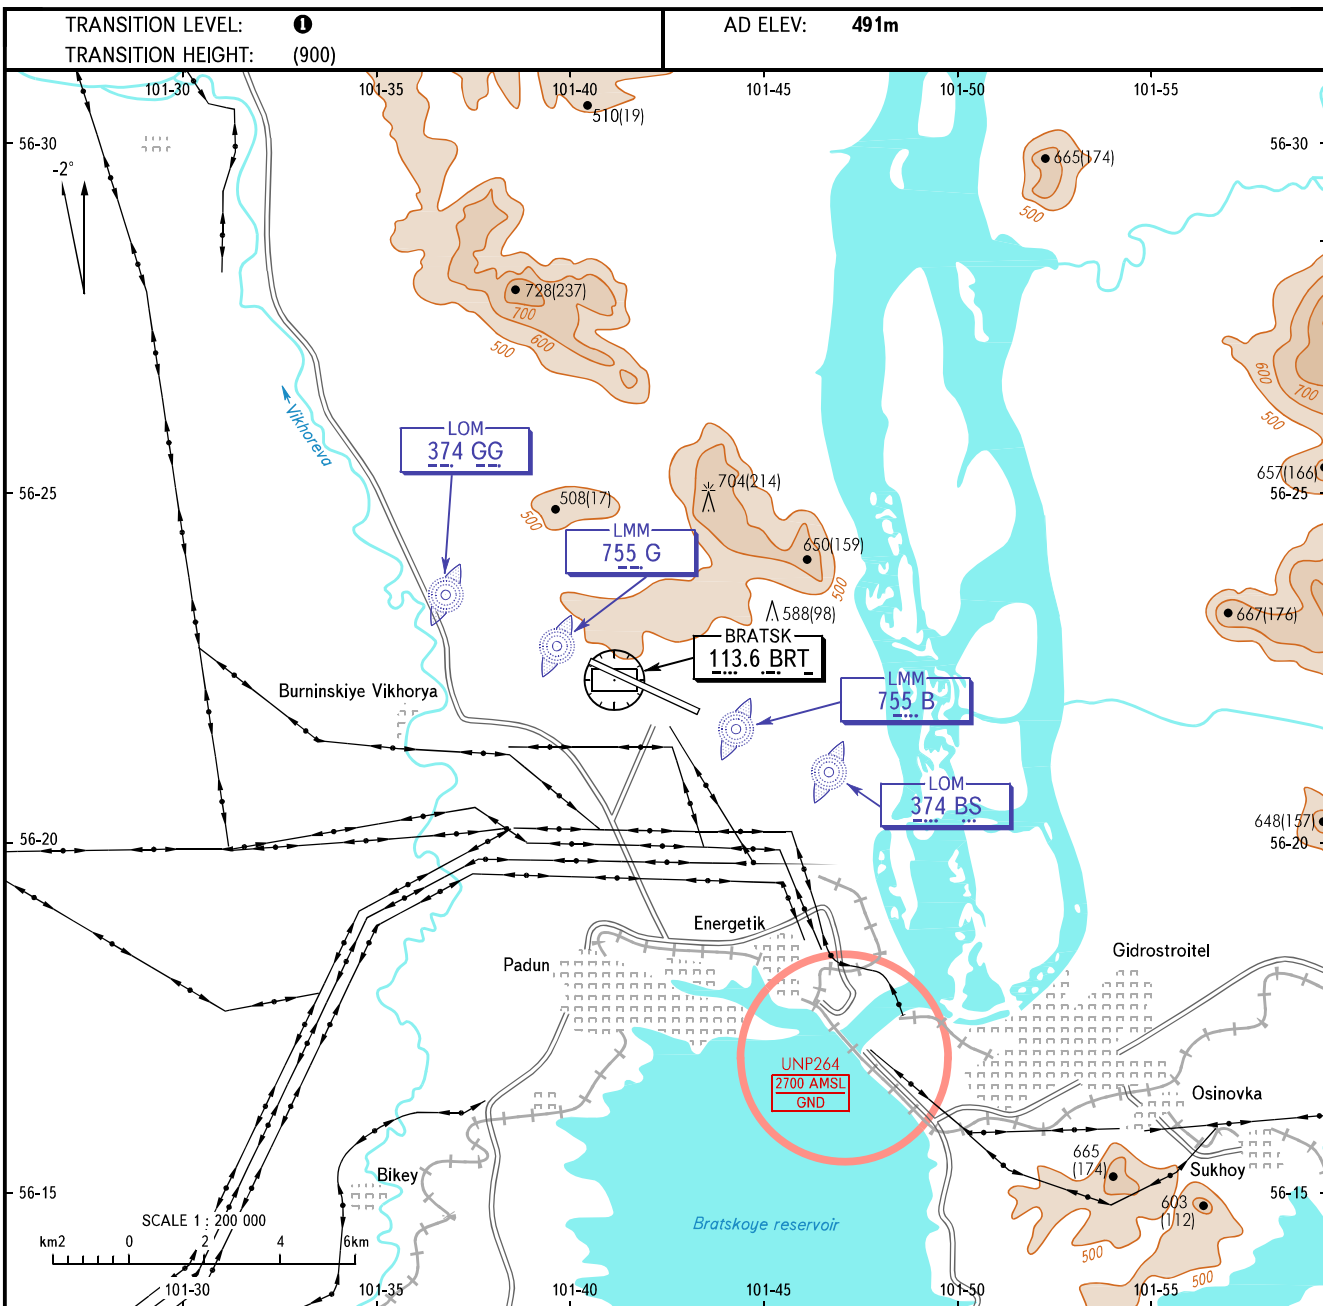 TRANSITION LEVEL: ❶
TRANSITION HEIGHT: (900)
AD ELEV: 491m
101-30 101-35 101-40 101-45 101-50 101-55
510(19)
56-30 56-30
-2°
665(174)
500
728(237)
700
600
500
600
700
500
Vikhoreva
LOM
374 GG
704(214)
657(166)
56-25 56-25
508(17)
500
LMM
755 G
650(159)
500
588(98)
667(176)
BRATSK
113.6 BRT
Burninskiye Vikhorya
LMM
755 B
LOM
374 BS
648(157)
56-20 56-20
Energetik
Padun
Gidrostroitel
UNP264
2700 AMSL
GND
Osinovka
665
(174)
Sukhoy
Bikey
56-15 56-15
603
(112)
SCALE 1 : 200 000
Bratskoye reservoir
km2 0 2 4 6km
500
500
101-30 101-35 101-40 101-45 101-50 101-55